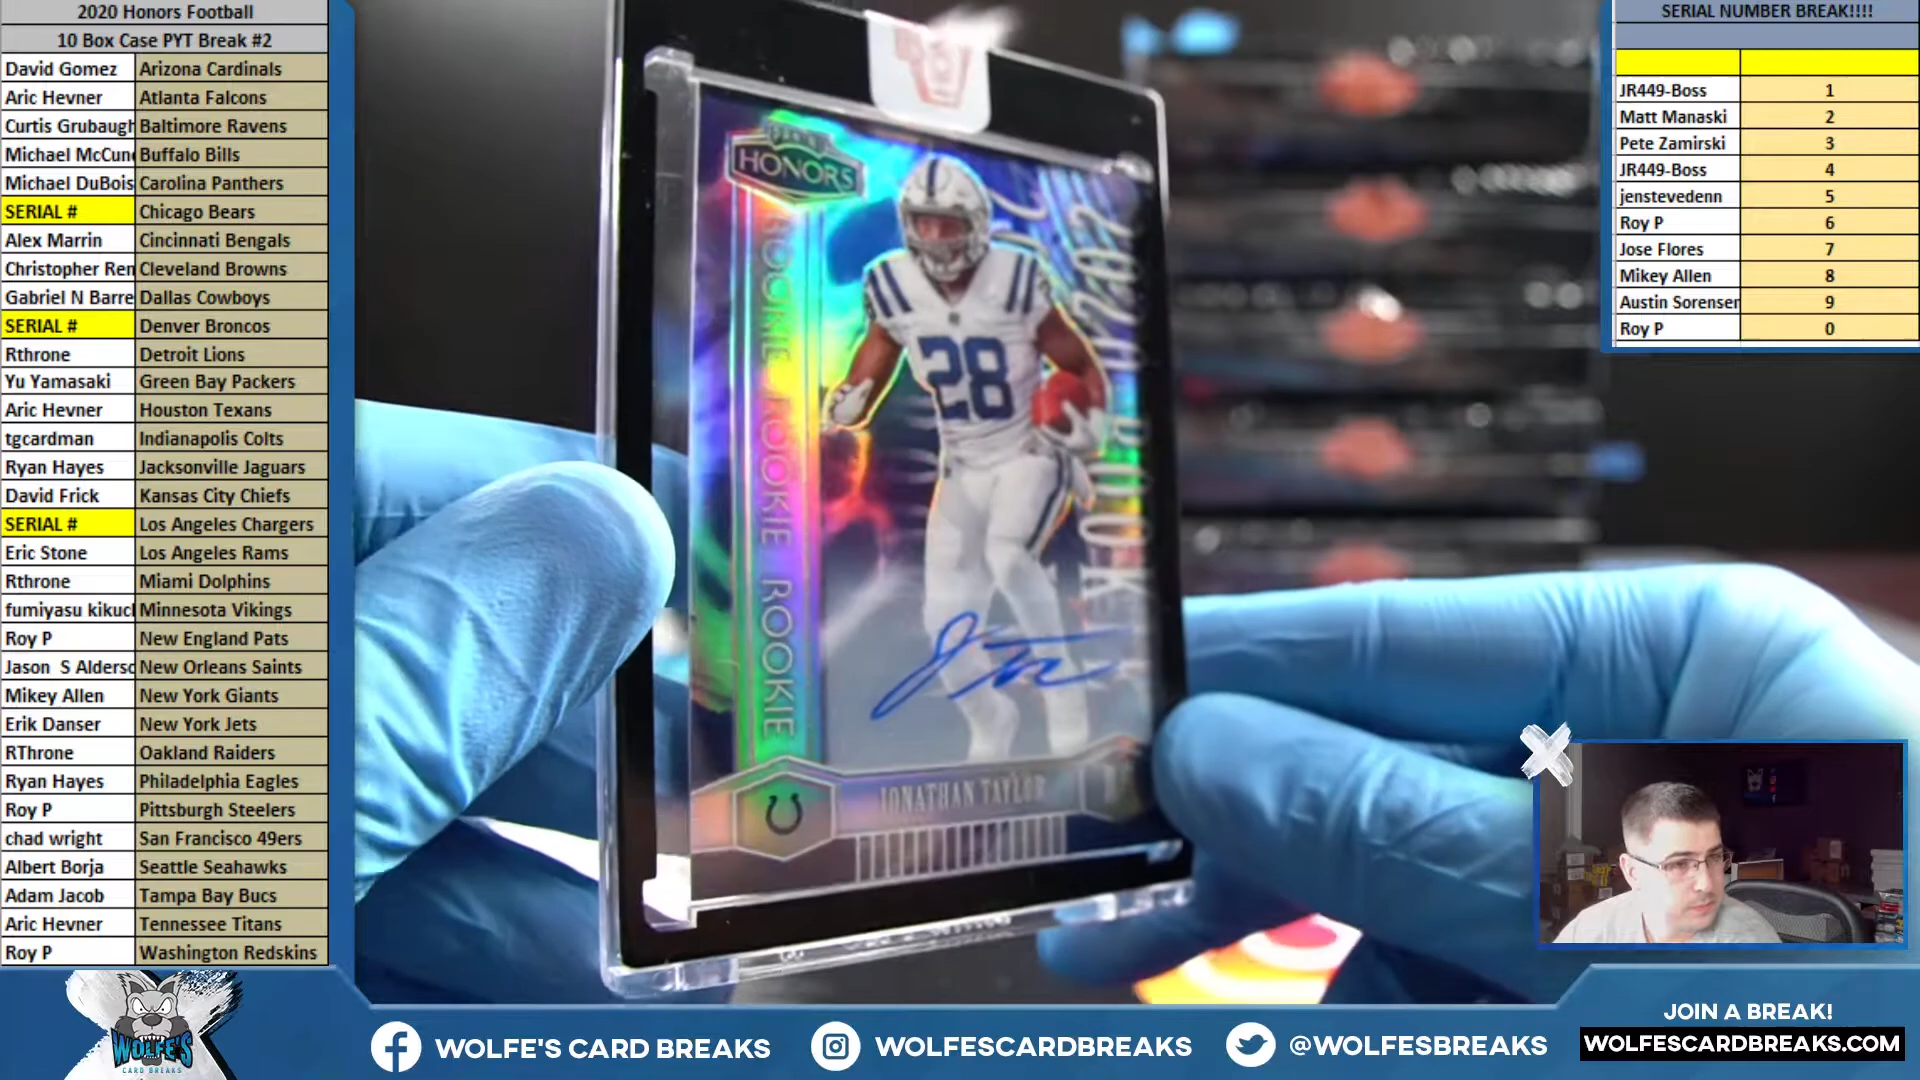 2020 Honors Football
10 Box Case PYT Break #2
David Gomez Arizona Cardinals
Aric Hevner Atlanta Falcons
Curtis Grubaugh Baltimore Ravens
Michael McCun Buffalo Bills
Michael DuBois Carolina Panthers
SERIAL # Chicago Bears
Alex Marrin Cincinnati Bengals
Christopher Ren Cleveland Browns
Gabriel N Barre Dallas Cowboys
SERIAL # Denver Broncos
Rthrone Detroit Lions
Yu Yamasaki Green Bay Packers
Aric Hevner Houston Texans
tgcardman Indianapolis Colts
Ryan Hayes Jacksonville Jaguars
David Frick Kansas City Chiefs
SERIAL # Los Angeles Chargers
Eric Stone Los Angeles Rams
Rthrone Miami Dolphins
fumiyasu kikuc Minnesota Vikings
Roy P New England Pats
Jason S Alderso New Orleans Saints
Mikey Allen New York Giants
Erik Danser New York Jets
RThrone Oakland Raiders
Ryan Hayes Philadelphia Eagles
Roy P Pittsburgh Steelers
chad wright San Francisco 49ers
Albert Borja Seattle Seahawks
Adam Jacob Tampa Bay Bucs
Aric Hevner Tennessee Titans
Roy P Washington Redskins
HONORS
ROOKIE ROOKIE ROOKIE
28
JONATHAN TAYLOR
SERIAL NUMBER BREAK!!!!
JR449-Boss 1
Matt Manaski 2
Pete Zamirski 3
JR449-Boss 4
jenstevedenn 5
Roy P 6
Jose Flores 7
Mikey Allen 8
Austin Sorensen 9
Roy P 0
WOLFE'S
CARD BREAKS
WOLFE'S CARD BREAKS
WOLFESCARDBREAKS
@WOLFESBREAKS
JOIN A BREAK!
WOLFESCARDBREAKS.COM